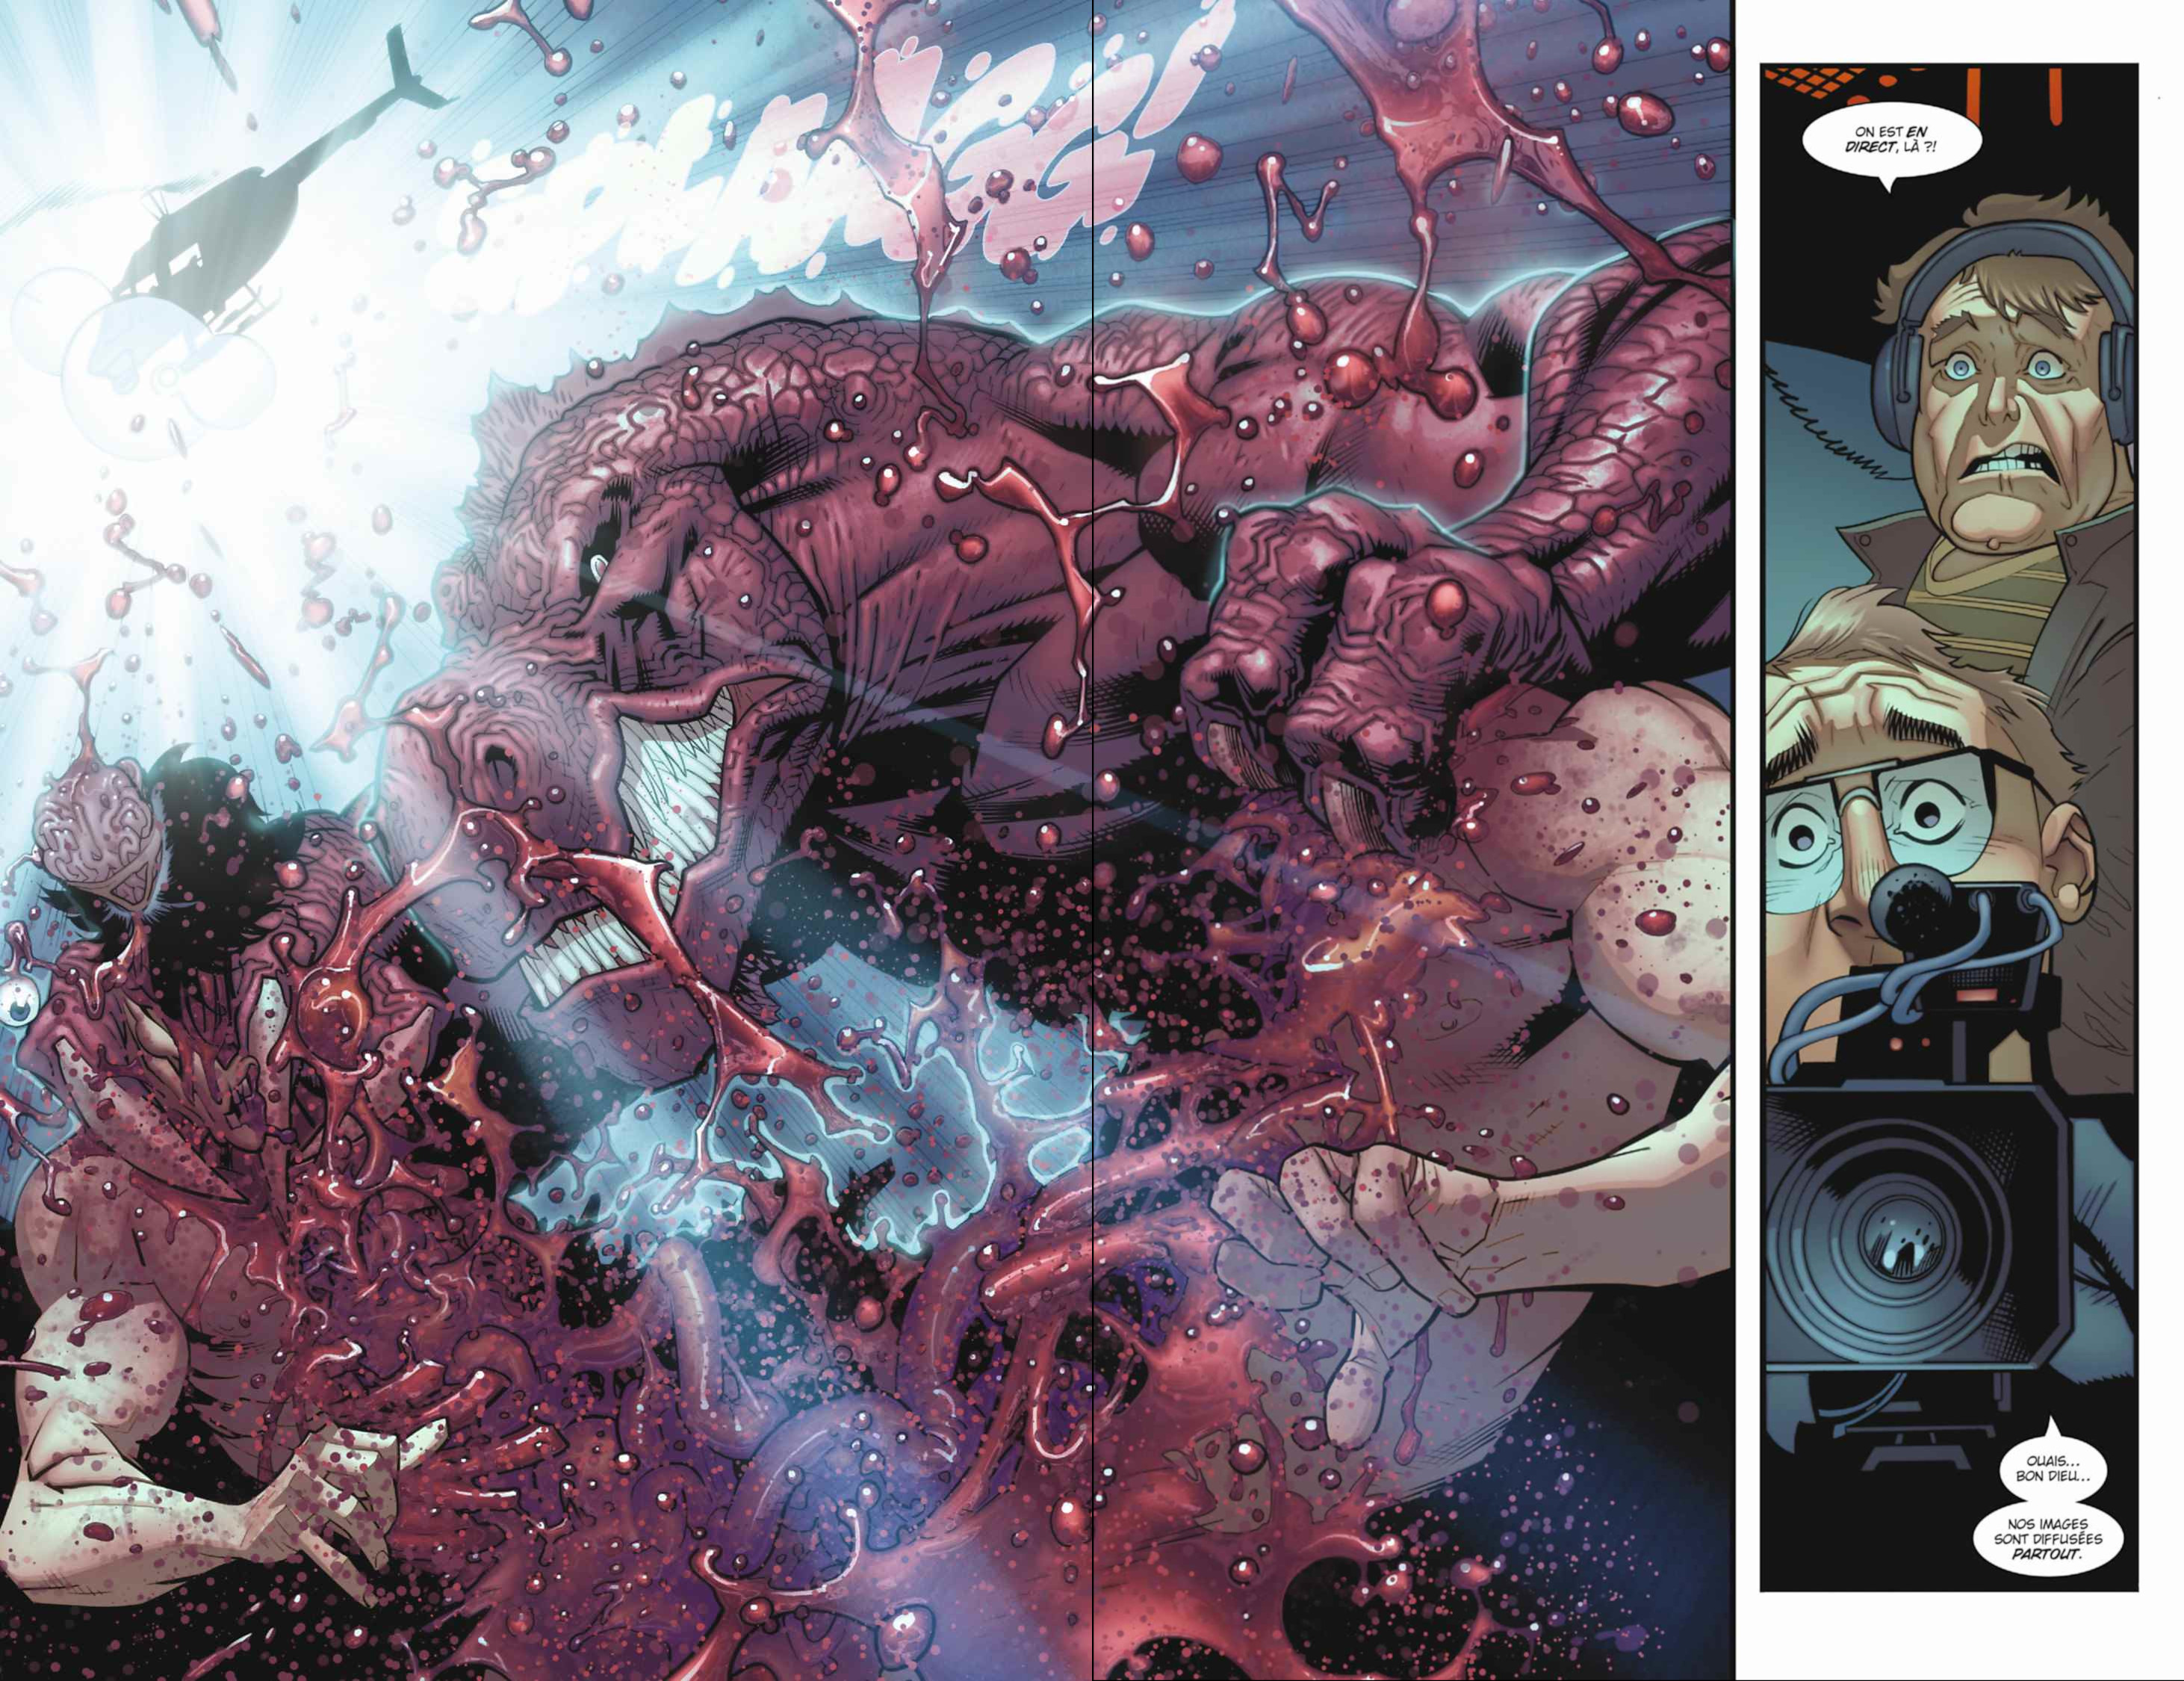 ON EST EN
DIRECT, LÀ ?!
OUAIS...
BON DIEU...
NOS IMAGES
SONT DIFFUSÉES
PARTOUT.